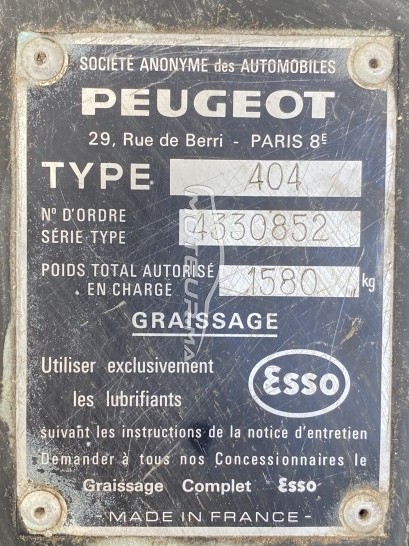 SOCIÉTÉ ANONYME des AUTOMOBILES
PEUGEOT
29, Rue de Berri - PARIS 8E
TYPE 404
N° D'ORDRE
SÉRIE-TYPE 4330852
POIDS TOTAL AUTORISÉ
EN CHARGE 1580 kg
GRAISSAGE
Utiliser exclusivement
les lubrifiants
Esso
suivant les instructions de la notice d'entretien
Demander à tous nos Concessionnaires le
Graissage Complet Esso
-MADE IN FRANCE-
MOTEUR.MA